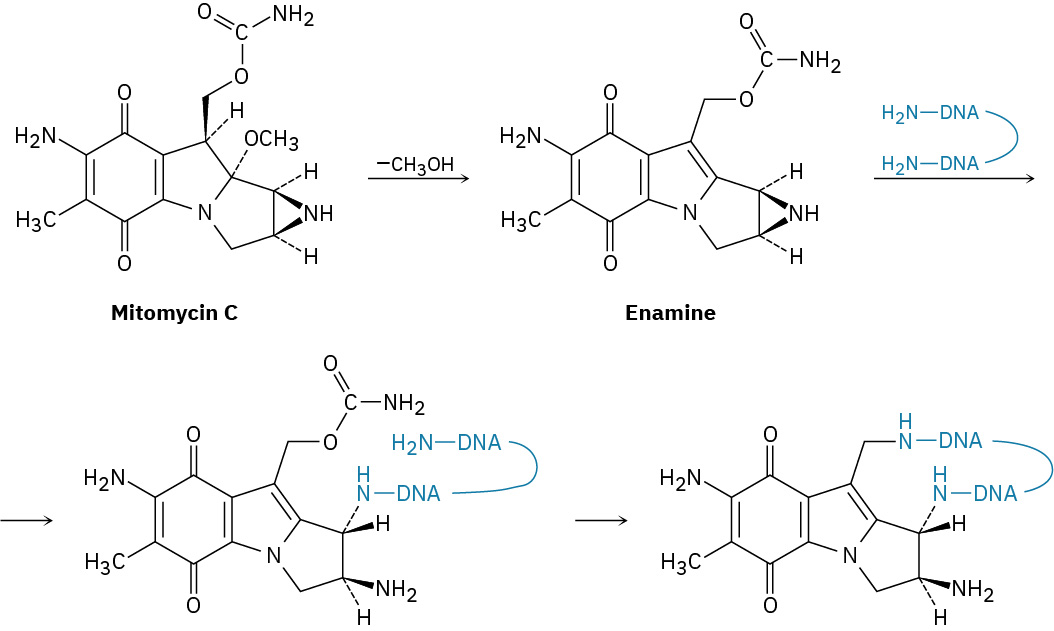 O
NH₂
C
O
O
H
H₂N
OCH₃
H
N
NH
H₃C
H
O
Mitomycin C
−CH₃OH
O
C
NH₂
O
O
H₂N
H
N
NH
H₃C
H
O
Enamine
H₂N—DNA
H₂N—DNA
O
C
NH₂
O
O
H₂N—DNA
H₂N
H
N—DNA
H
N
H₃C
NH₂
O
H
H
N—DNA
O
H₂N
H
N—DNA
H
N
H₃C
NH₂
O
H